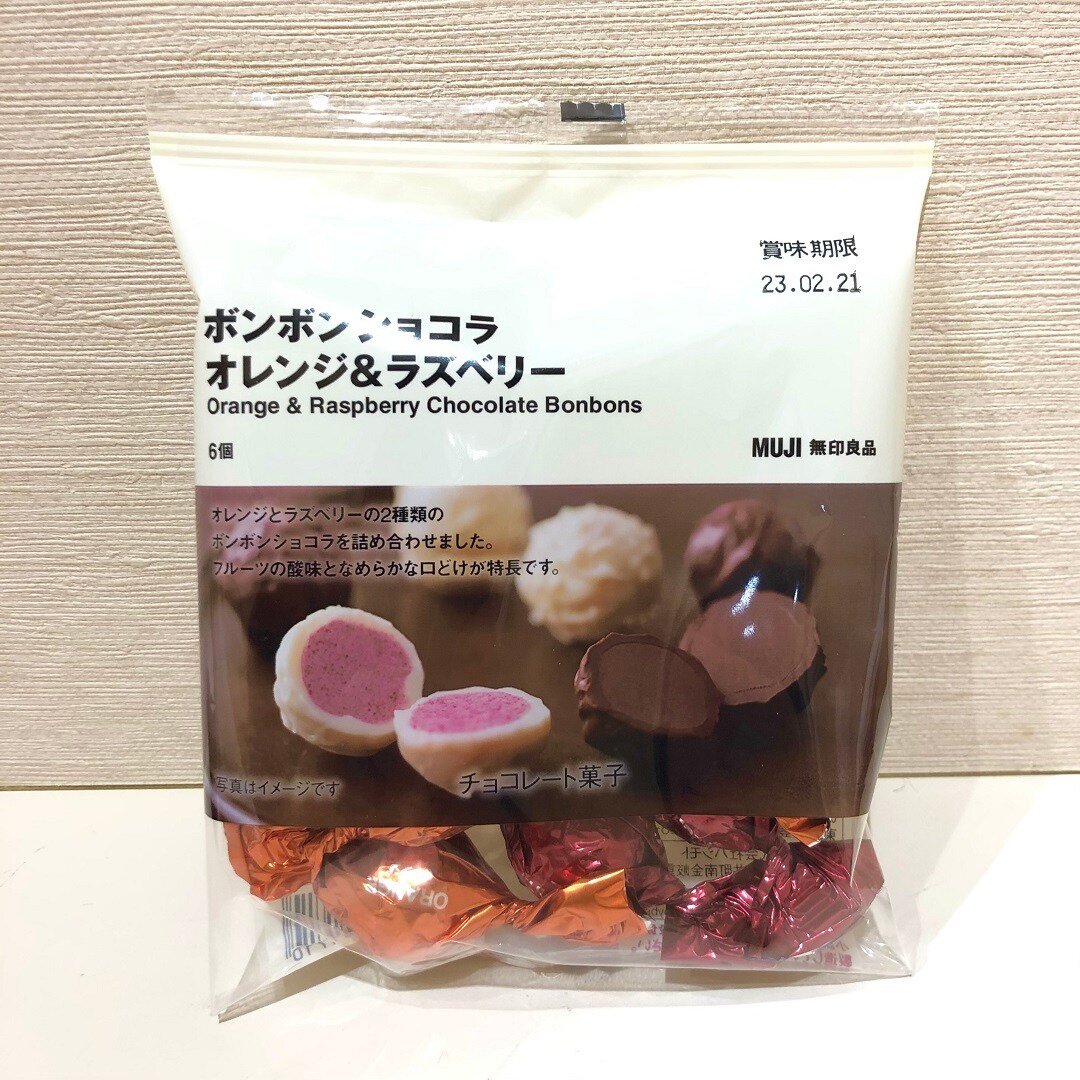 賞味期限
23.02.21
ボンボンショコラ
オレンジ&ラズベリー
Orange & Raspberry Chocolate Bonbons
6個
MUJI 無印良品
オレンジとラズベリーの2種類の
ボンボンショコラを詰め合わせました。
フルーツの酸味となめらかな口どけが特長です。
写真はイメージです
チョコレート菓子